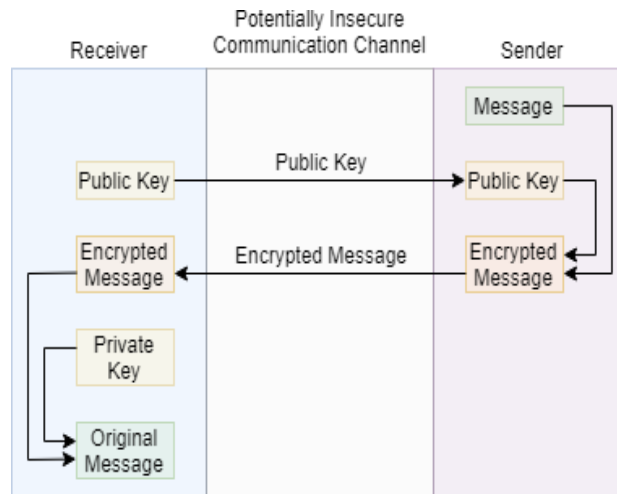 Potentially Insecure
Receiver
Communication Channel
Sender
Message
Public Key
Public Key
Public Key
Encrypted
Message
Encrypted Message
Encrypted
Message
Private
Key
Original
Message